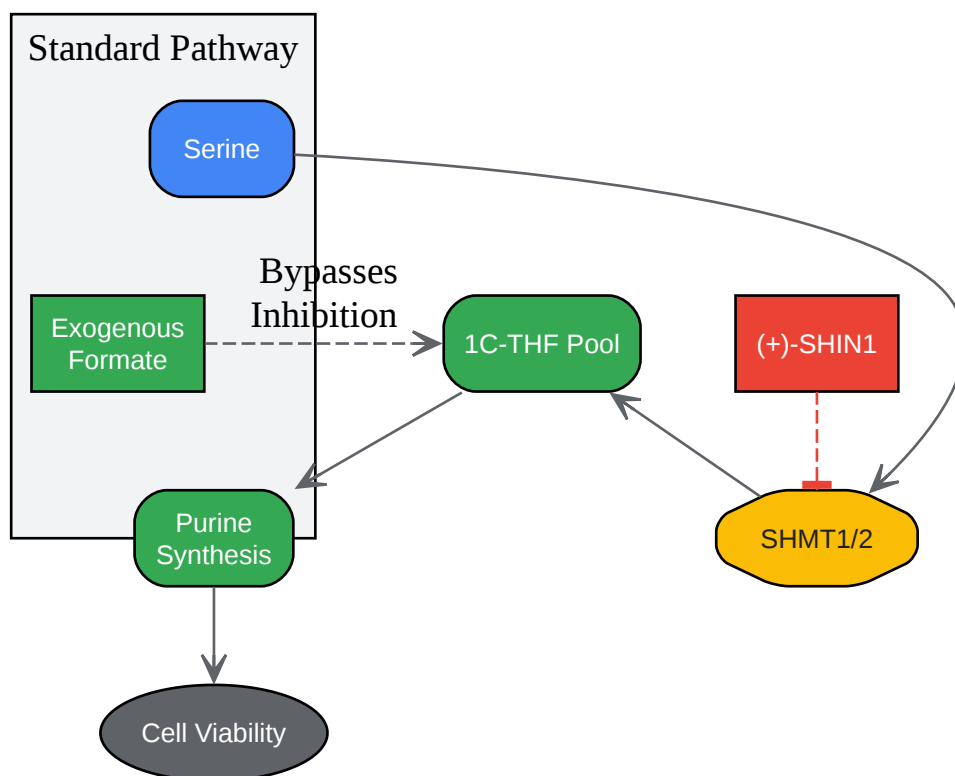 Standard Pathway
Serine
Bypasses
Inhibition
Exogenous
Formate
1C-THF Pool
(+)-SHIN1
Purine
Synthesis
SHMT1/2
Cell Viability